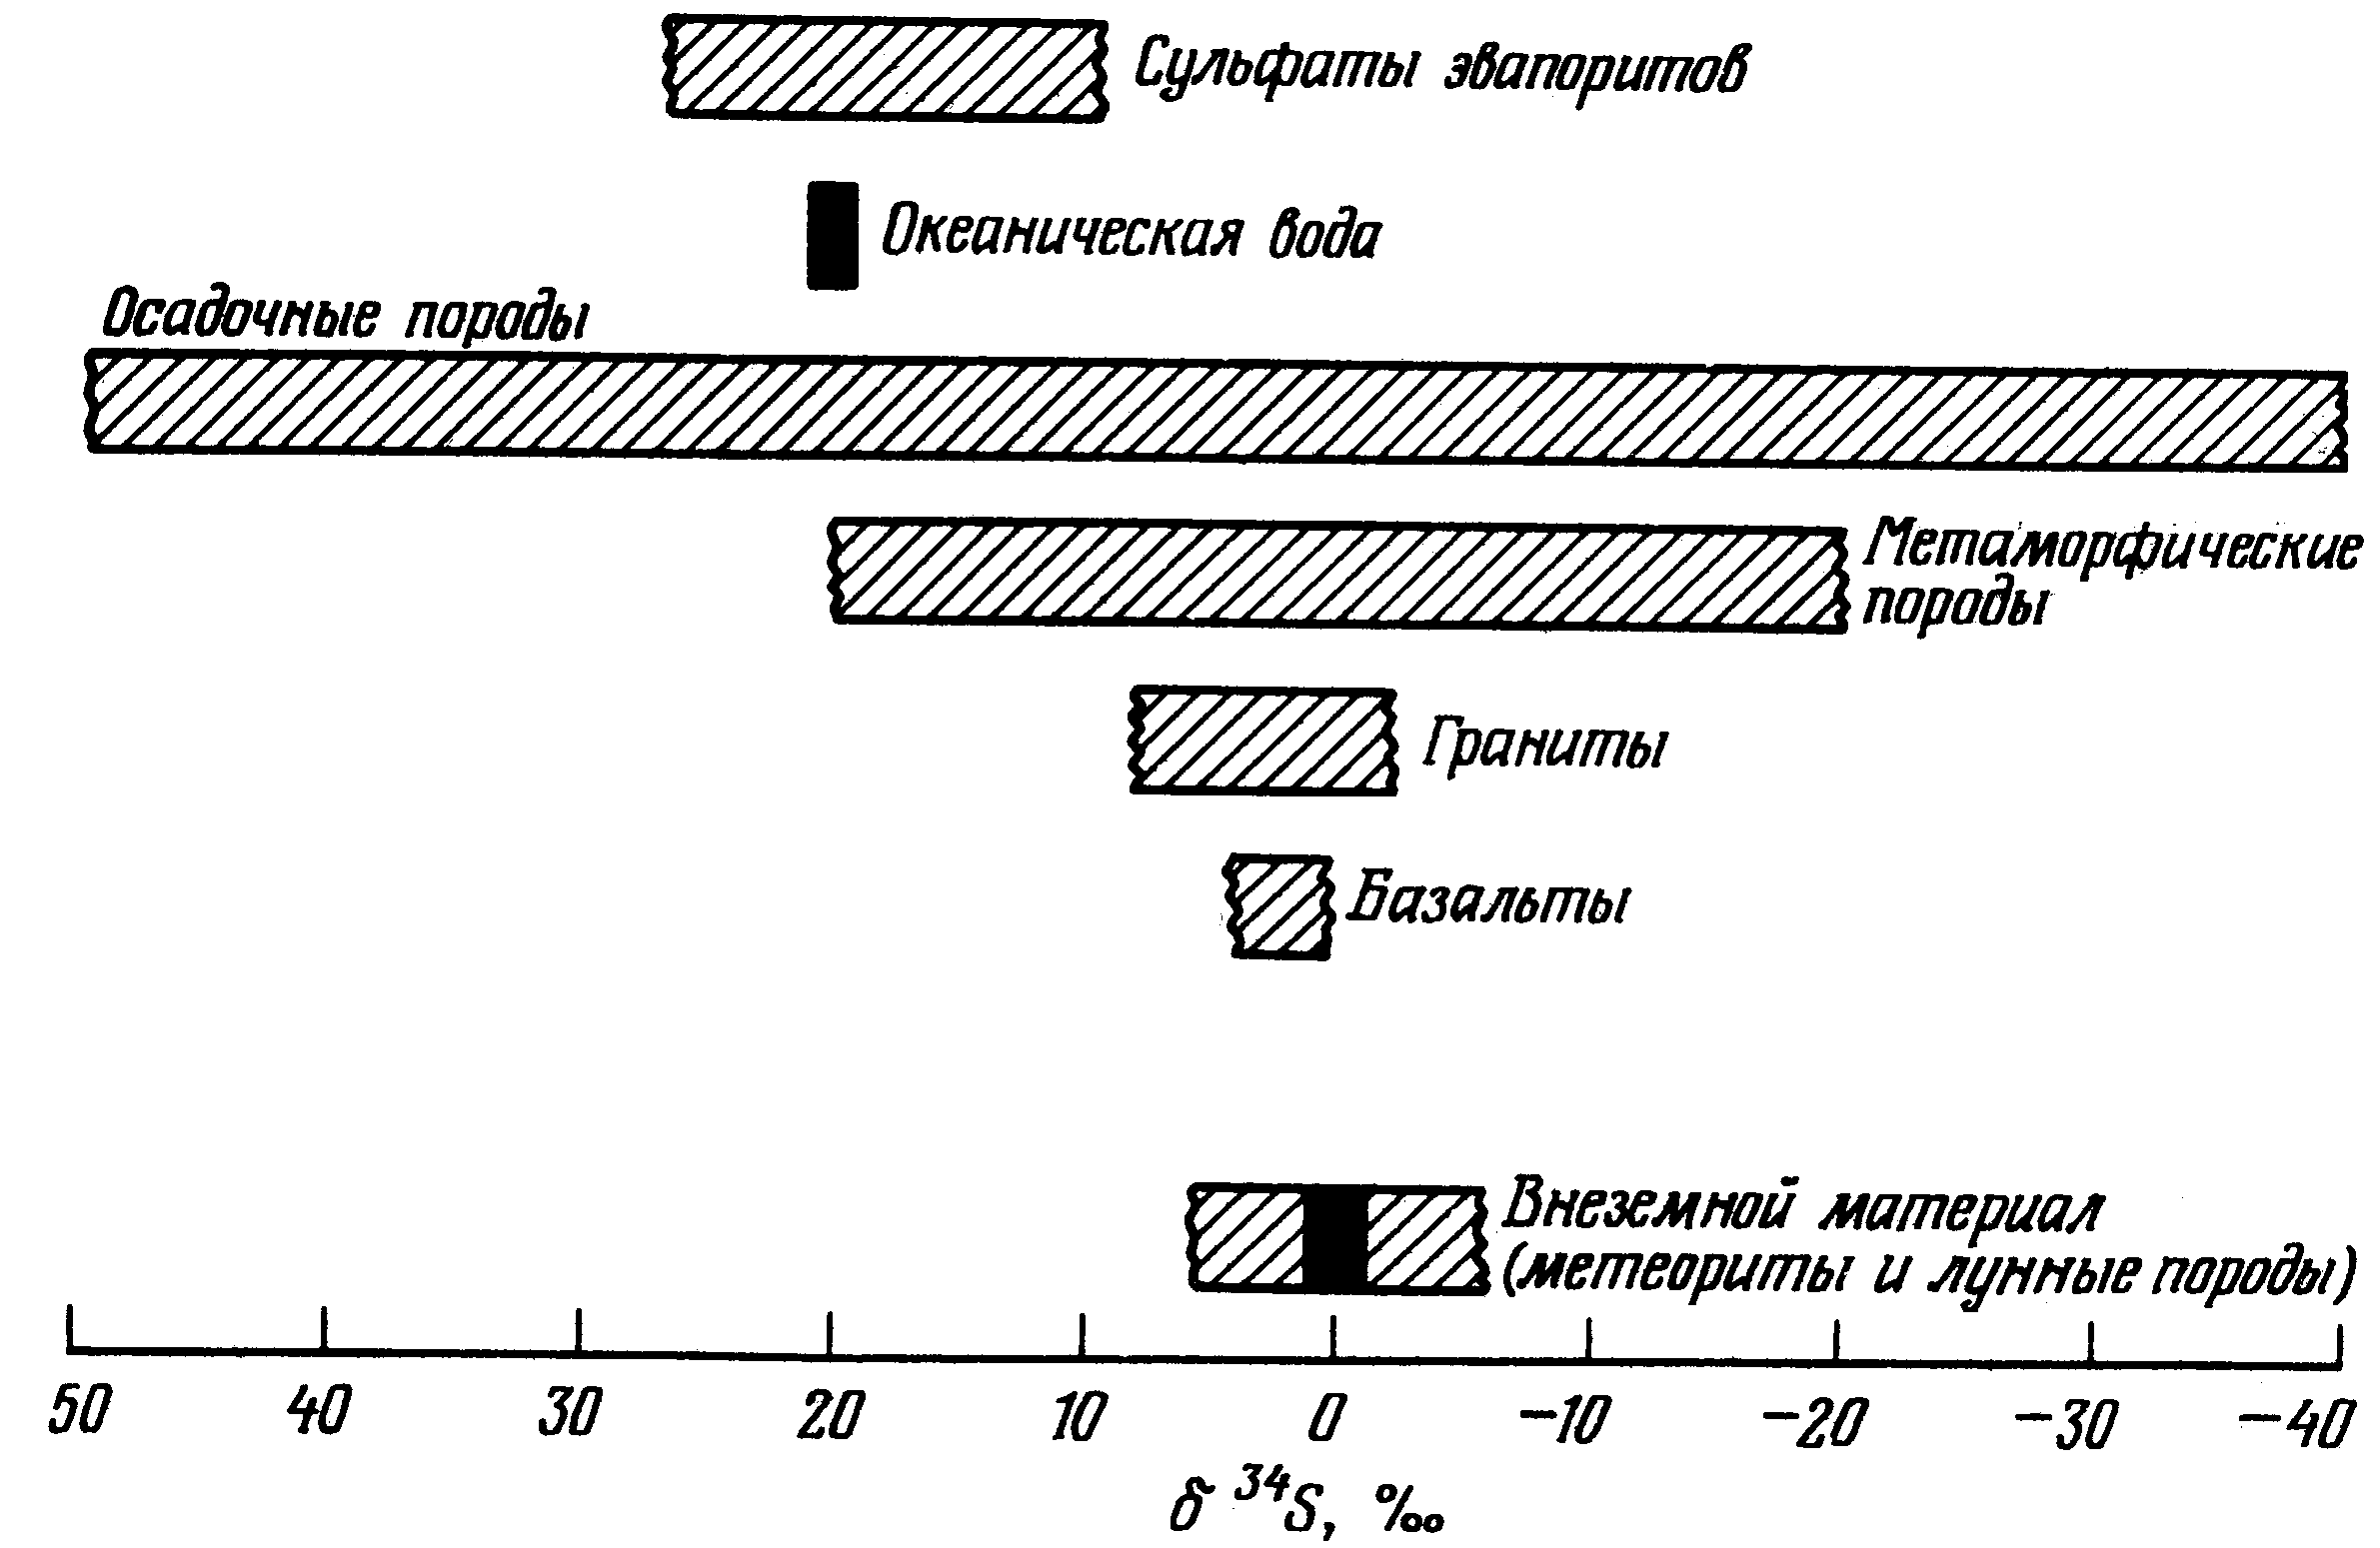 Сульфаты эвапоритов
Океаническая вода
Осадочные породы
Метаморфические
породы
Граниты
Базальты
Внеземной материал
(метеориты и лунные породы)
50 40 30 20 10 0 −10 −20 −30 −40
δ ³⁴S, ‰